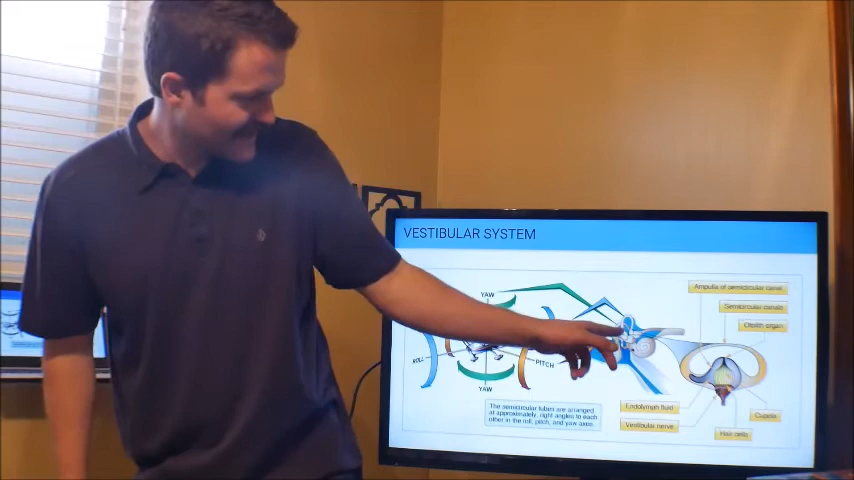 VESTIBULAR SYSTEM
YAW
ROLL
PITCH
YAW
Ampulla of semicircular canal
Semicircular canals
Otolith organ
The semicircular tubes are arranged
at approximately right angles to each
other in the roll, pitch, and yaw axes.
Endolymph fluid
Vestibular nerve
Cupula
Hair cells